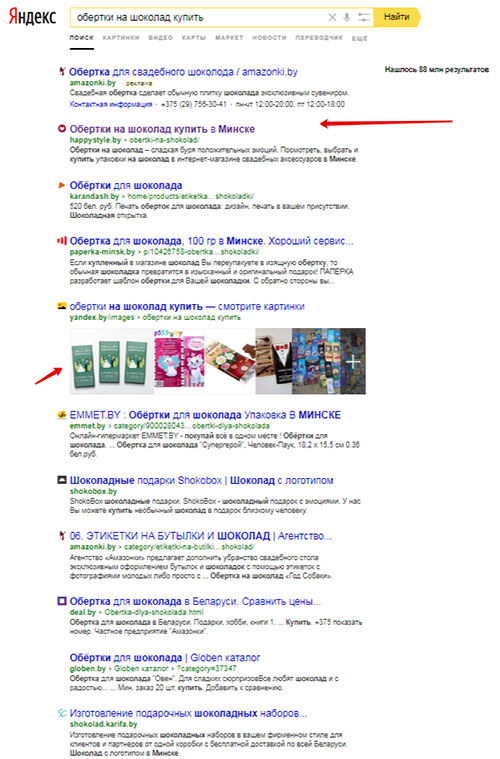 Яндекс
обертки на шоколад купить
Найти
ПОИСК КАРТИНКИ ВИДЕО КАРТЫ МАРКЕТ НОВОСТИ ПЕРЕВОДЧИК ЕЩЕ
Нашлось 88 млн результатов
Обертка для свадебного шоколода / amazonki.by
amazonki.by реклама
Свадебная обертка сделает обычную плитку шоколада эксклюзивным сувениром.
Контактная информация · +375 (29) 756-30-41 · пн-чт 12:00-20:00, пт 12:00-18:00
Обертки на шоколад купить в Минске
happystyle.by › obertki-na-shokolad/
Обертки на шоколад – сладкая буря положительных эмоций. Посмотреть, выбрать и
купить упаковки на шоколад в интернет-магазине свадебных аксессуаров в Минске.
Обёртки для шоколада
karandash.by › home/products/etiketka... shokoladki/
520 бел. руб. Печать оберток для шоколада: дизайн, печать в вашем присутствии.
Шоколадная открытка.
Обертка для шоколада, 100 гр в Минске. Хороший сервис...
paperka-minsk.by › p/10426758-obertka... shokoladki/
Если купленный в магазине шоколад Вы переупакуете в изящную обертку, то
обычная шоколадка превратится в изысканный и оригинальный подарок! ПАПЕРКА
разработает шаблон обертки для Вашей шоколадки. С обратно стороны вы...
обертки на шоколад купить — смотрите картинки
yandex.by/images › обертки на шоколад купить
EMMET.BY : Обёртки для шоколада Упаковка В МИНСКЕ
emmet.by › category/900028043... obertki-dlya-shokolada
Онлайн-гипермаркет EMMET.BY - покупай всё в одном месте ! Обёртки для
шоколада. ... Обертка для шоколада "Супергерой", Человек-Паук, 18,2 х 15,5 см 0.36
бел.руб.
Шоколадные подарки Shokobox | Шоколад с логотипом
shokobox.by
ShokoBox шоколадные подарки. ShokoBox - шоколадный подарок с эмоциями. У нас
Вы можете купить необычный шоколад в подарок близкому человеку.
06. ЭТИКЕТКИ НА БУТЫЛКИ И ШОКОЛАД | Агентство...
amazonki.by › category/etiketki-na-butilki... shokolad/
Агентство «Амазонки» предлагает дополнить убранство свадебного стола
эксклюзивным оформлением бутылок и шоколадок с помощью этикеток с
фотографиями молодых либо просто с ... Обертка на шоколад «Год Собаки».
Обертка для шоколада в Беларуси. Сравнить цены...
deal.by › Obertka-dlya-shokolada.html
Обертка для шоколада в Беларуси. Подарки, хобби, книги 1. ... Купить. +375 показать
номер. Частное предприятие "Амазонки".
Обёртки для шоколада | Globen каталог
globen.by › Globen каталог › ?category=37347
Обертка для шоколада "Овен". Для сладких сюрпризовВсе любят шоколад и с
радостью... ... Мин. заказ 20 шт. купить. Добавить к сравнению.
Изготовление подарочных шоколадных наборов...
shokolad.karifa.by
Изготовление подарочных шоколадных наборов в вашем фирменном стиле для
клиентов и партнеров от одной коробки с бесплатной доставкой по всей Беларуси.
Шоколад с логотипом в Минске.